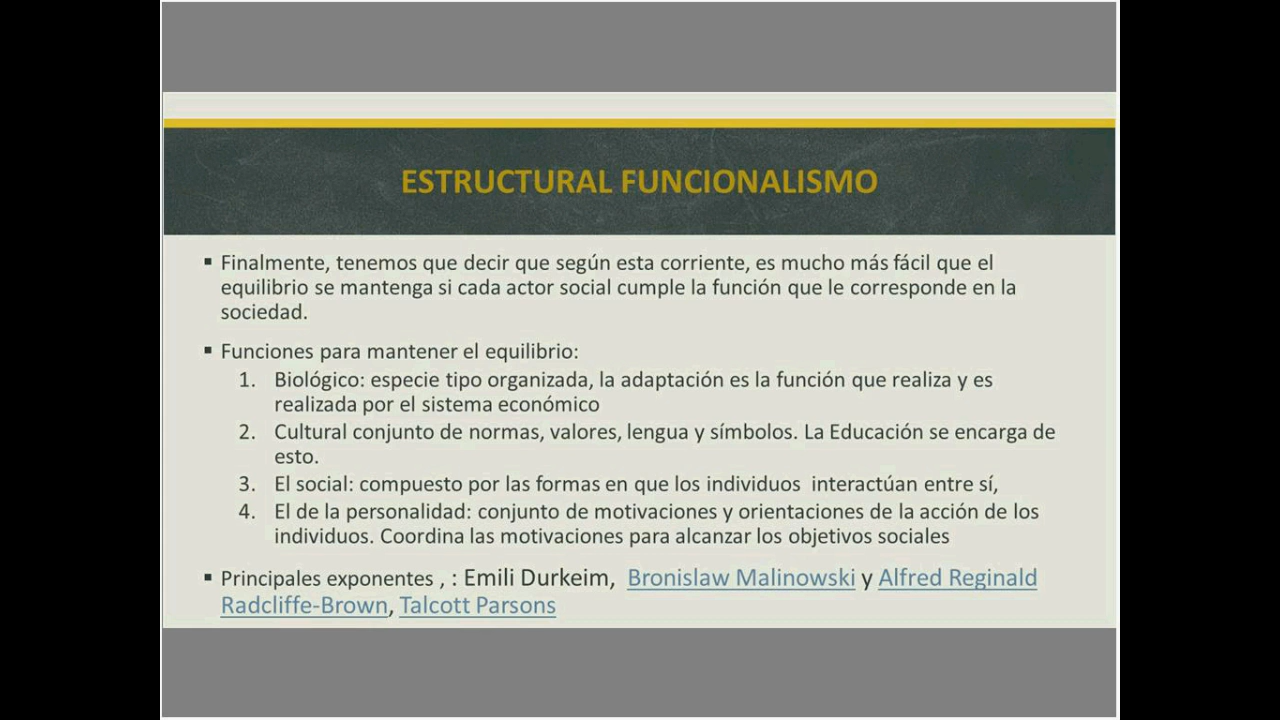 ESTRUCTURAL FUNCIONALISMO
▪ Finalmente, tenemos que decir que según esta corriente, es mucho más fácil que el
equilibrio se mantenga si cada actor social cumple la función que le corresponde en la
sociedad.
▪ Funciones para mantener el equilibrio:
1. Biológico: especie tipo organizada, la adaptación es la función que realiza y es
realizada por el sistema económico
2. Cultural conjunto de normas, valores, lengua y símbolos. La Educación se encarga de
esto.
3. El social: compuesto por las formas en que los individuos interactúan entre sí,
4. El de la personalidad: conjunto de motivaciones y orientaciones de la acción de los
individuos. Coordina las motivaciones para alcanzar los objetivos sociales
▪ Principales exponentes , : Emili Durkeim, Bronislaw Malinowski y Alfred Reginald
Radcliffe-Brown, Talcott Parsons